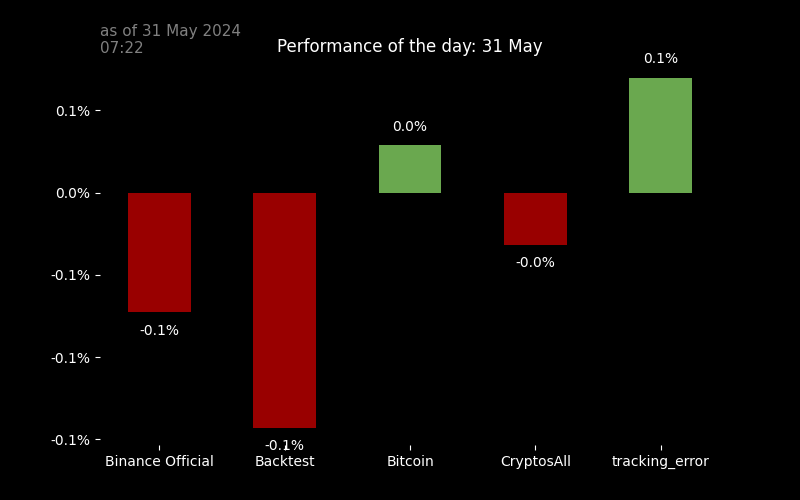 as of 31 May 2024
07:22
Performance of the day: 31 May
0.1%
0.0%
0.1%
0.0%
-0.1%
-0.0%
-0.1%
-0.1%
-0.1%
-0.1%
Binance Official
Backtest
Bitcoin
CryptosAll
tracking_error